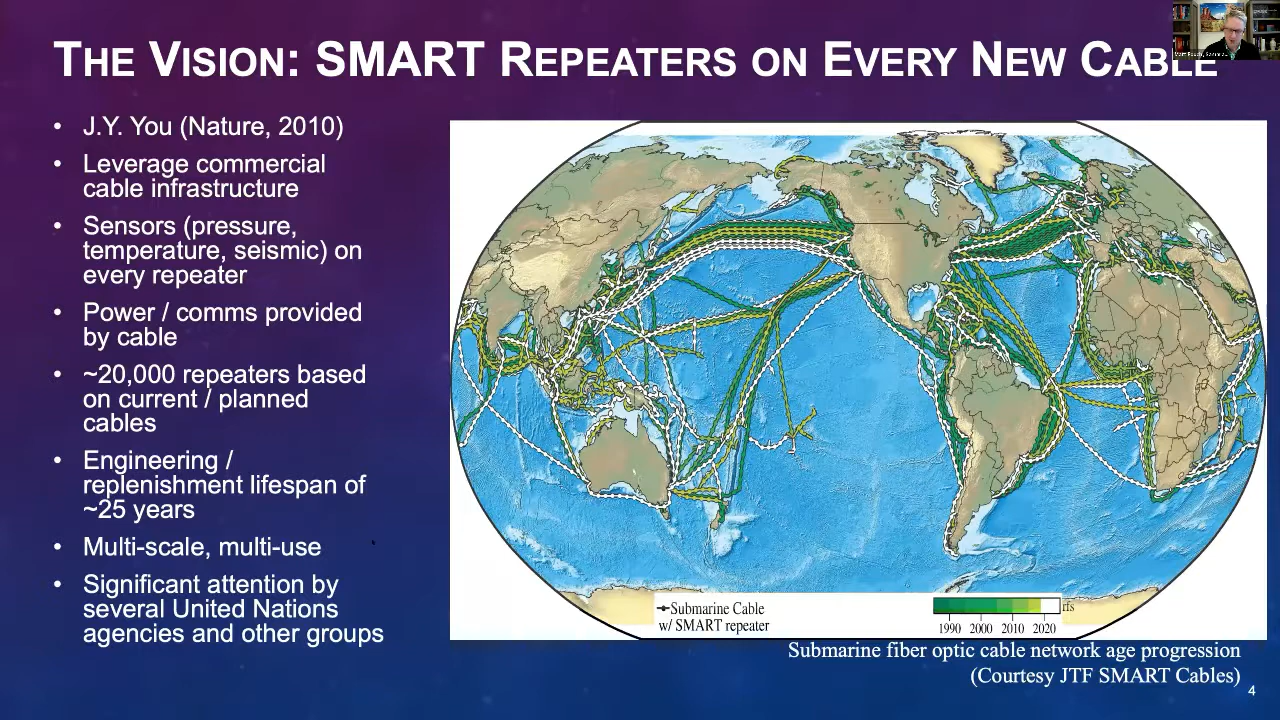 THE VISION: SMART REPEATERS ON EVERY NEW CABLE
• J.Y. You (Nature, 2010)
• Leverage commercial
cable infrastructure
• Sensors (pressure,
temperature, seismic) on
every repeater
• Power / comms provided
by cable
• ~20,000 repeaters based
on current / planned
cables
• Engineering /
replenishment lifespan of
~25 years
• Multi-scale, multi-use
• Significant attention by
several United Nations
agencies and other groups
Submarine Cable
w/ SMART repeater
rfs
1990 2000 2010 2020
Submarine fiber optic cable network age progression
(Courtesy JTF SMART Cables)
4